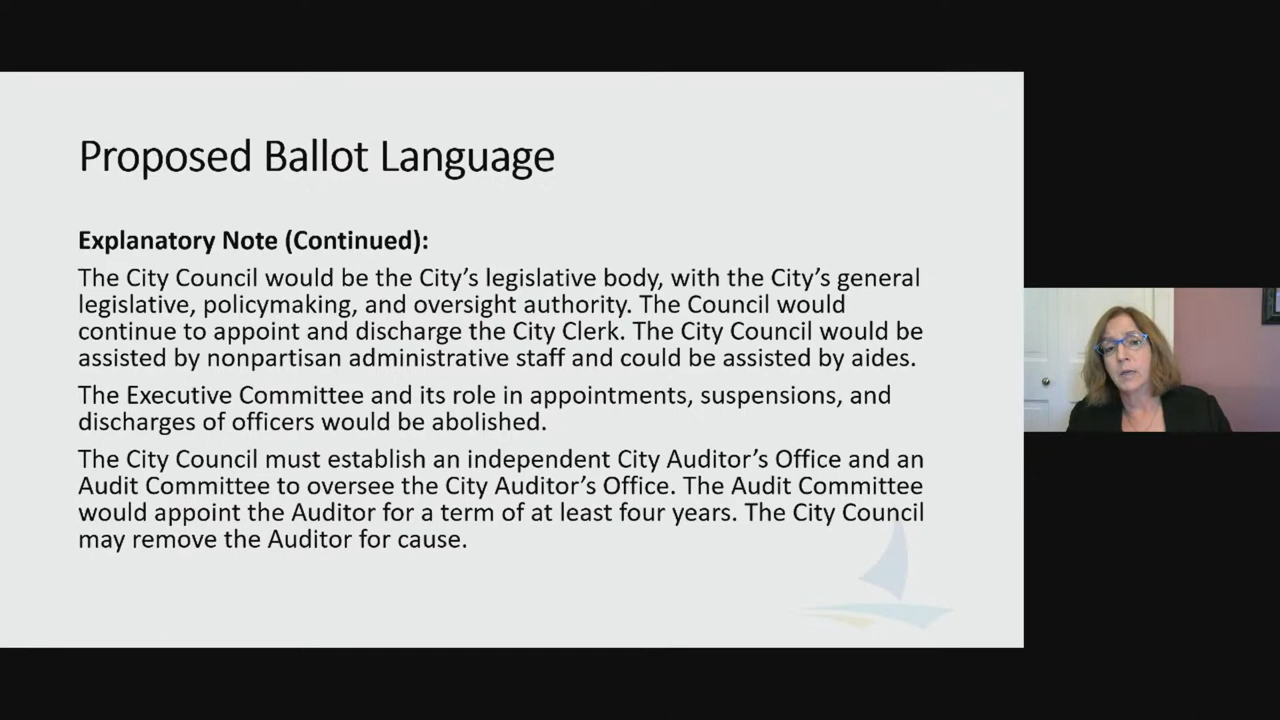 Proposed Ballot Language
Explanatory Note (Continued):
The City Council would be the City’s legislative body, with the City’s general
legislative, policymaking, and oversight authority. The Council would
continue to appoint and discharge the City Clerk. The City Council would be
assisted by nonpartisan administrative staff and could be assisted by aides.
The Executive Committee and its role in appointments, suspensions, and
discharges of officers would be abolished.
The City Council must establish an independent City Auditor’s Office and an
Audit Committee to oversee the City Auditor’s Office. The Audit Committee
would appoint the Auditor for a term of at least four years. The City Council
may remove the Auditor for cause.